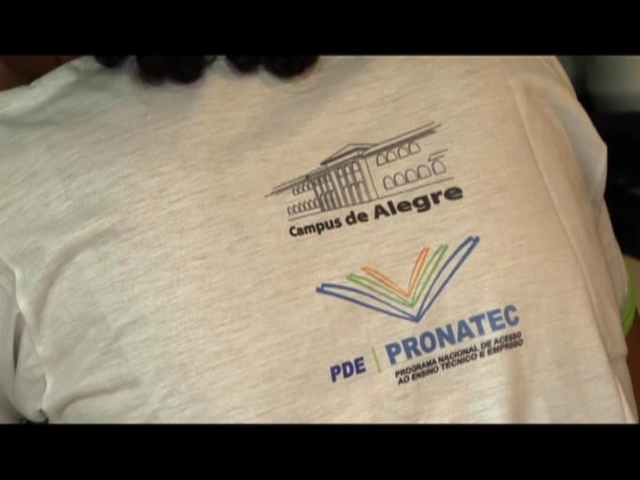 Campus de Alegre
PDE | PRONATEC
PROGRAMA NACIONAL DE ACESSO
AO ENSINO TÉCNICO E EMPREGO